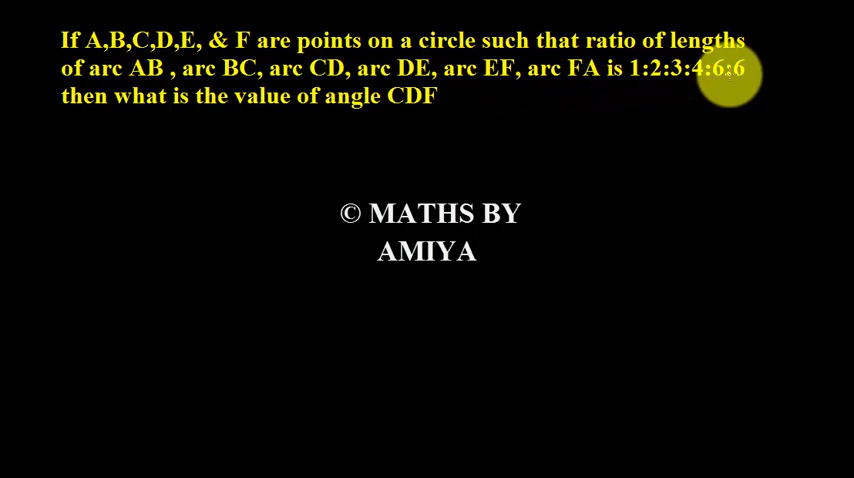 If A,B,C,D,E, & F are points on a circle such that ratio of lengths
of arc AB , arc BC, arc CD, arc DE, arc EF, arc FA is 1:2:3:4:6:6
then what is the value of angle CDF
© MATHS BY
AMIYA